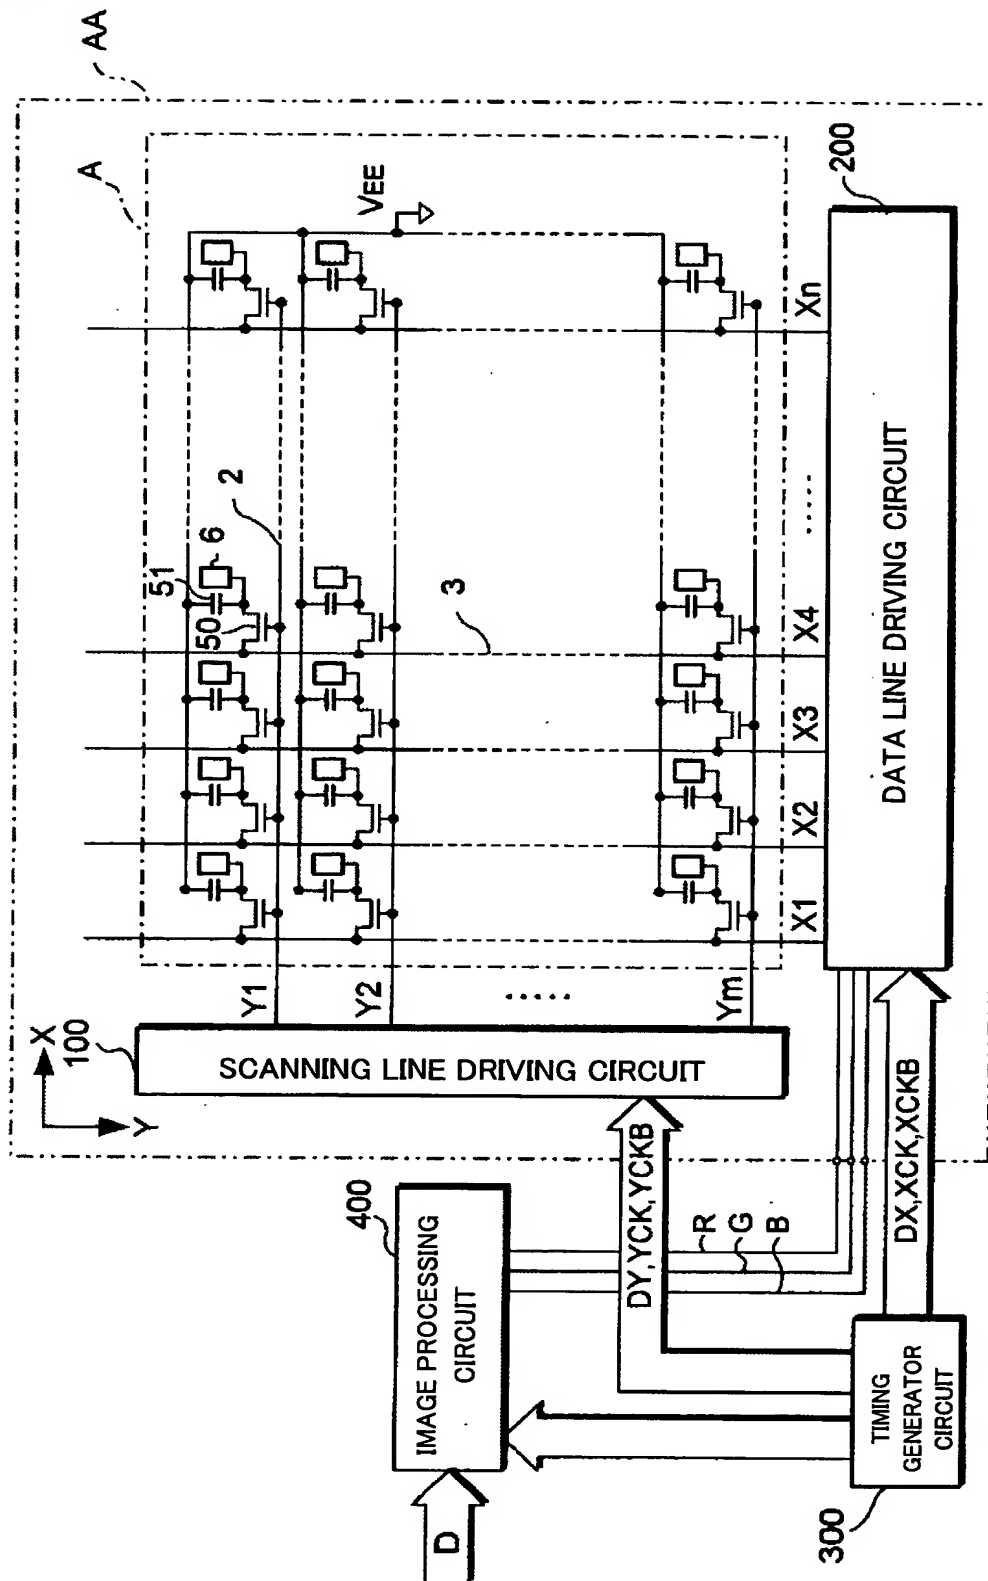 AA
A
VEE
200
Xn
2
6
51
50
3
X4
X3
X2
X1
.....
DATA LINE DRIVING CIRCUIT
Y1
Y2
.....
Ym
X
Y
100
SCANNING LINE DRIVING CIRCUIT
400
IMAGE PROCESSING
CIRCUIT
DY,YCK,YCKB
R
G
B
DX,XCK,XCKB
D
TIMING
GENERATOR
CIRCUIT
300